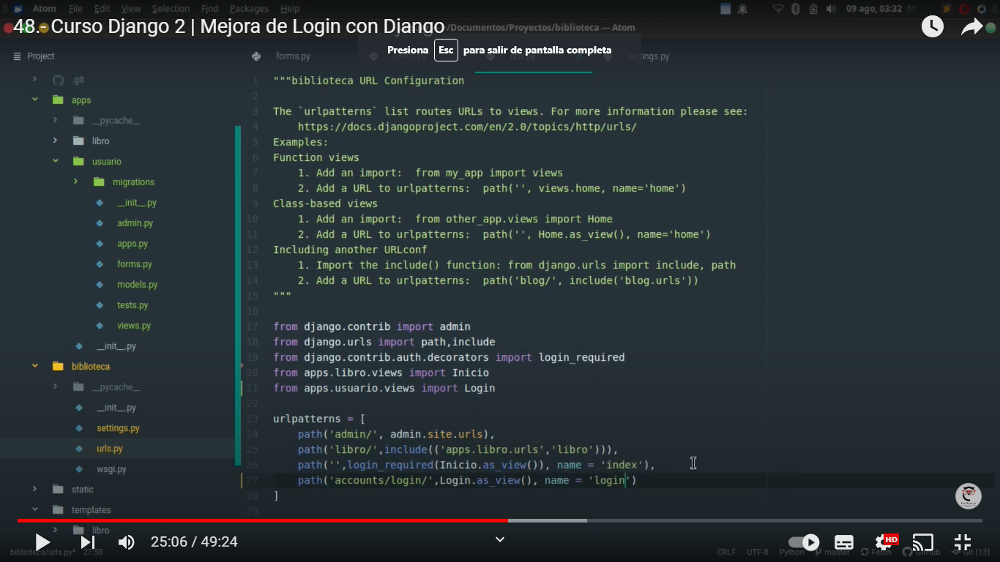 Atom File Edit View Selection Find Packages Help 09 ago, 03:32
48.- Curso Django 2 | Mejora de Login con Django
/Documentos/Proyectos/biblioteca — Atom
Presiona Esc para salir de pantalla completa
Project
forms.py
settings.py
.git
apps
__pycache__
libro
usuario
migrations
__init__.py
admin.py
apps.py
forms.py
models.py
tests.py
views.py
__init__.py
biblioteca
__pycache__
__init__.py
settings.py
urls.py
wsgi.py
static
templates
libro
1 """biblioteca URL Configuration
2
3 The `urlpatterns` list routes URLs to views. For more information please see:
4 https://docs.djangoproject.com/en/2.0/topics/http/urls/
5 Examples:
6 Function views
7 1. Add an import:  from my_app import views
8 2. Add a URL to urlpatterns:  path('', views.home, name='home')
9 Class-based views
10 1. Add an import:  from other_app.views import Home
11 2. Add a URL to urlpatterns:  path('', Home.as_view(), name='home')
12 Including another URLconf
13 1. Import the include() function: from django.urls import include, path
14 2. Add a URL to urlpatterns:  path('blog/', include('blog.urls'))
15 """
16
17 from django.contrib import admin
18 from django.urls import path,include
19 from django.contrib.auth.decorators import login_required
20 from apps.libro.views import Inicio
21 from apps.usuario.views import Login
22
23 urlpatterns = [
24 path('admin/', admin.site.urls),
25 path('libro/',include(('apps.libro.urls','libro'))),
26 path('',login_required(Inicio.as_view()), name = 'index'),
27 path('accounts/login/',Login.as_view(), name = 'login')
28 ]
29
25:06 / 49:24
HD
biblioteca/urls.py* 27:58
CRLF UTF-8 Python master Fetch GitHub Git (13)